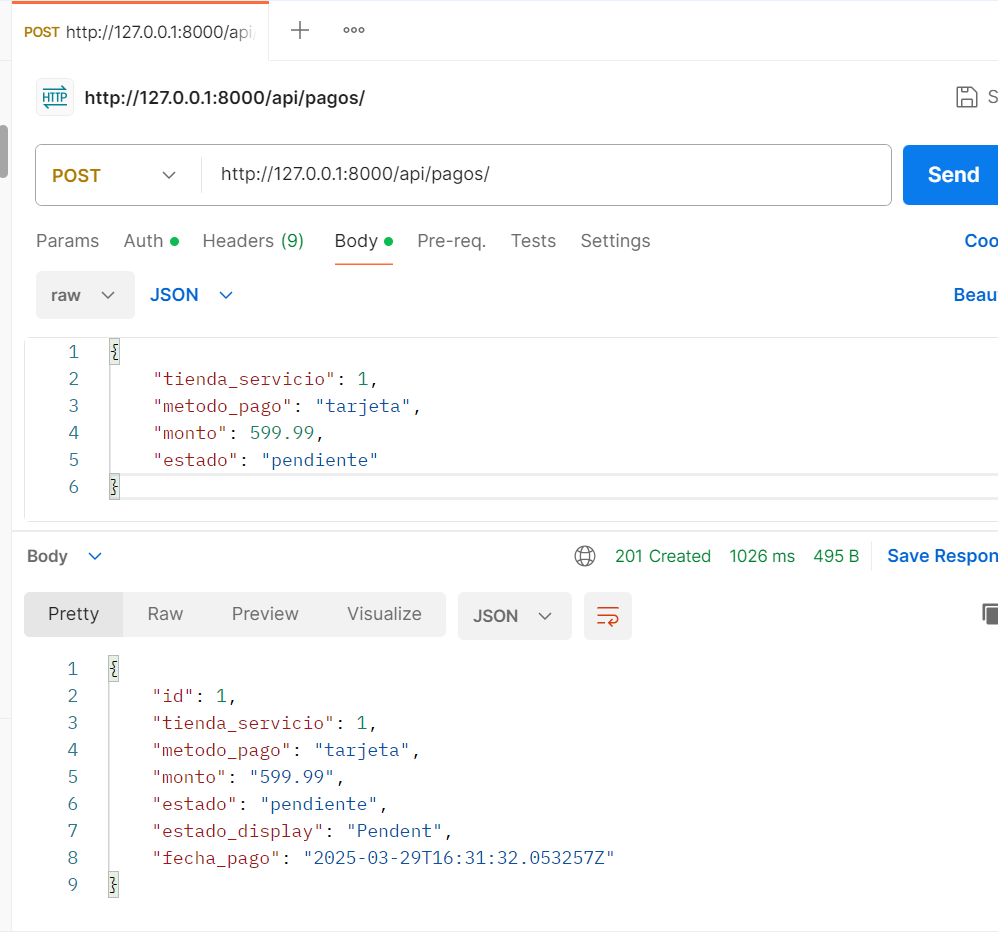 POST http://127.0.0.1:8000/api/
HTTP http://127.0.0.1:8000/api/pagos/ S
POST http://127.0.0.1:8000/api/pagos/ Send
Params Auth Headers (9) Body Pre-req. Tests Settings Coo
raw JSON Beau
1 {
2 "tienda_servicio": 1,
3 "metodo_pago": "tarjeta",
4 "monto": 599.99,
5 "estado": "pendiente"
6 }
Body 201 Created 1026 ms 495 B Save Respon
Pretty Raw Preview Visualize JSON
1 {
2 "id": 1,
3 "tienda_servicio": 1,
4 "metodo_pago": "tarjeta",
5 "monto": "599.99",
6 "estado": "pendiente",
7 "estado_display": "Pendent",
8 "fecha_pago": "2025-03-29T16:31:32.053257Z"
9 }